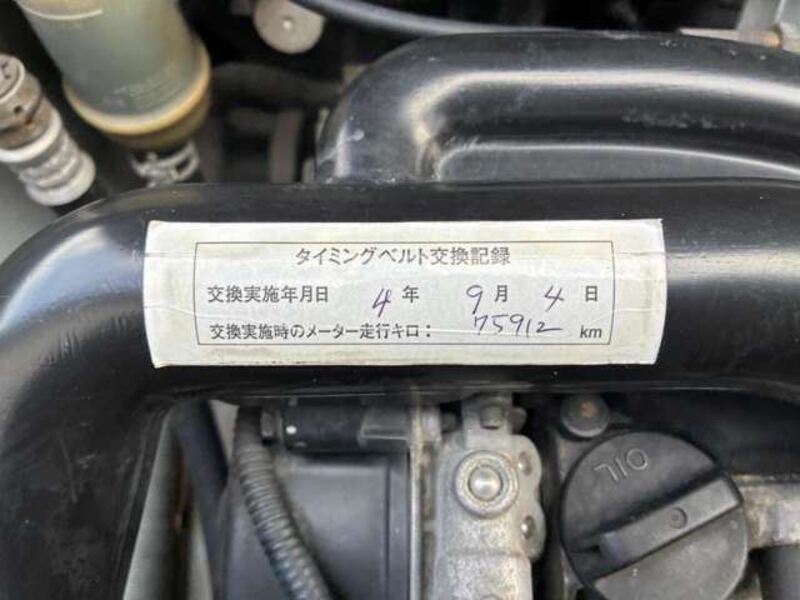 タイミングベルト交換記録
交換実施年月日 4年 9月 4日
交換実施時のメーター走行キロ： 75912 km
OIL